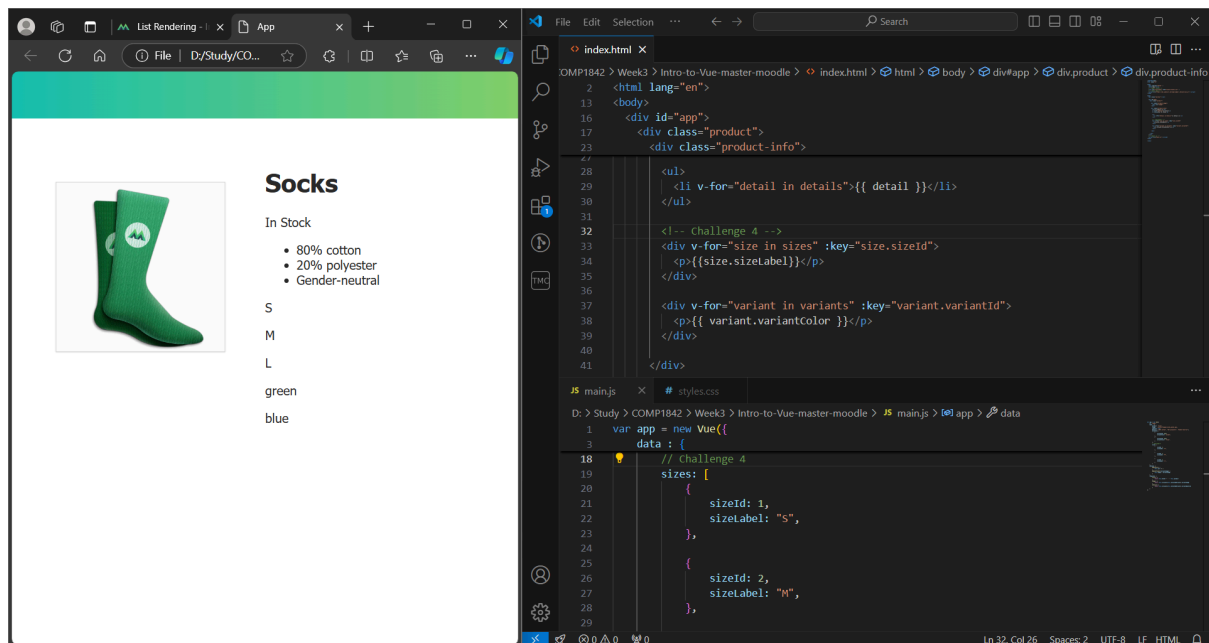 List Rendering - I
App
File
D:/Study/CO...
Socks
In Stock
80% cotton
20% polyester
Gender-neutral
S
M
L
green
blue
File Edit Selection ...
Search
index.html
COMP1842 > Week3 > Intro-to-Vue-master-moodle > index.html > html > body > div#app > div.product > div.product-info
2 <html lang="en">
13 <body>
16 <div id="app">
17 <div class="product">
23 <div class="product-info">
27
28 <ul>
29 <li v-for="detail in details">{{ detail }}</li>
30 </ul>
31
32 <!-- Challenge 4 -->
33 <div v-for="size in sizes" :key="size.sizeId">
34 <p>{{size.sizeLabel}}</p>
35 </div>
36
37 <div v-for="variant in variants" :key="variant.variantId">
38 <p>{{ variant.variantColor }}</p>
39 </div>
40
41 </div>
TMC
1
JS main.js
# styles.css
D: > Study > COMP1842 > Week3 > Intro-to-Vue-master-moodle > JS main.js > app > data
1 var app = new Vue({
3 data : {
18 // Challenge 4
19 sizes: [
20 {
21 sizeId: 1,
22 sizeLabel: "S",
23 },
24
25 {
26 sizeId: 2,
27 sizeLabel: "M",
28 },
29
0 0 0 Ln 32, Col 26 Spaces: 2 UTF-8 LF HTML